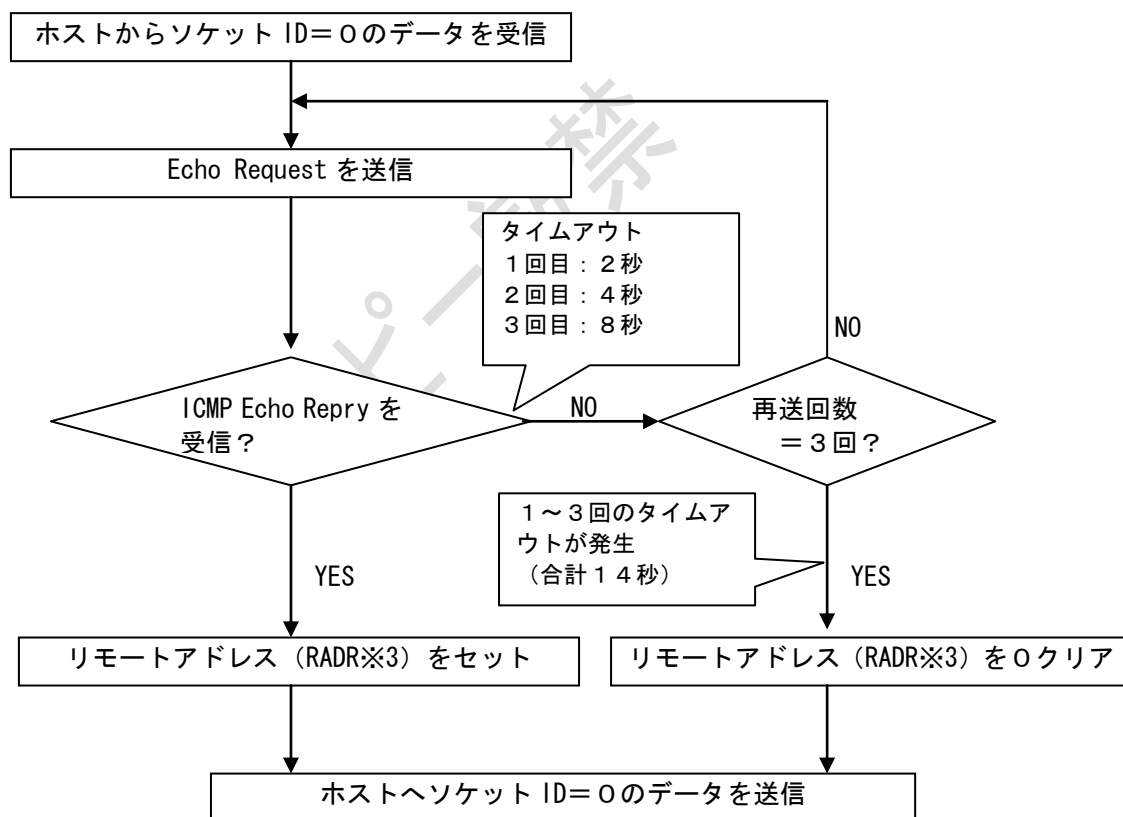 ホストからソケット ID=0のデータを受信
Echo Request を送信
タイムアウト
1回目：2秒
2回目：4秒
3回目：8秒
NO
ICMP Echo Repry を
受信？
NO
再送回数
＝3回？
1～3回のタイムア
ウトが発生
（合計14秒）
YES
YES
リモートアドレス（RADR※3）をセット
リモートアドレス（RADR※3）を0クリア
ホストへソケット ID=0のデータを送信